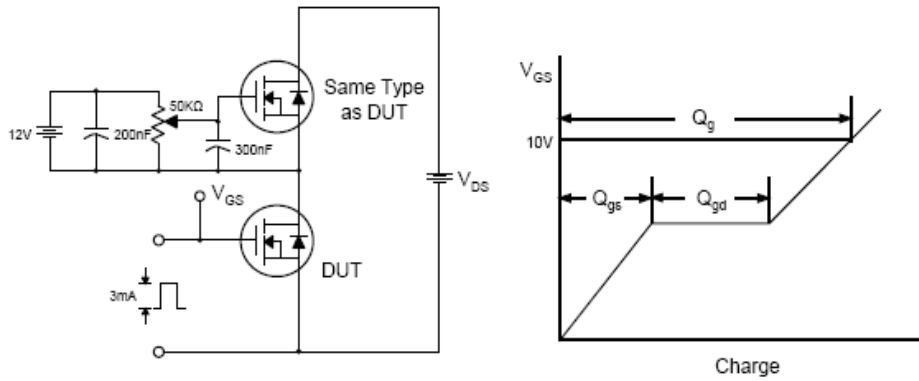 12V
200nF
50KΩ
300nF
Same Type
as DUT
V_GS
DUT
3mA
V_DS
V_GS
10V
Q_g
Q_gs
Q_gd
Charge